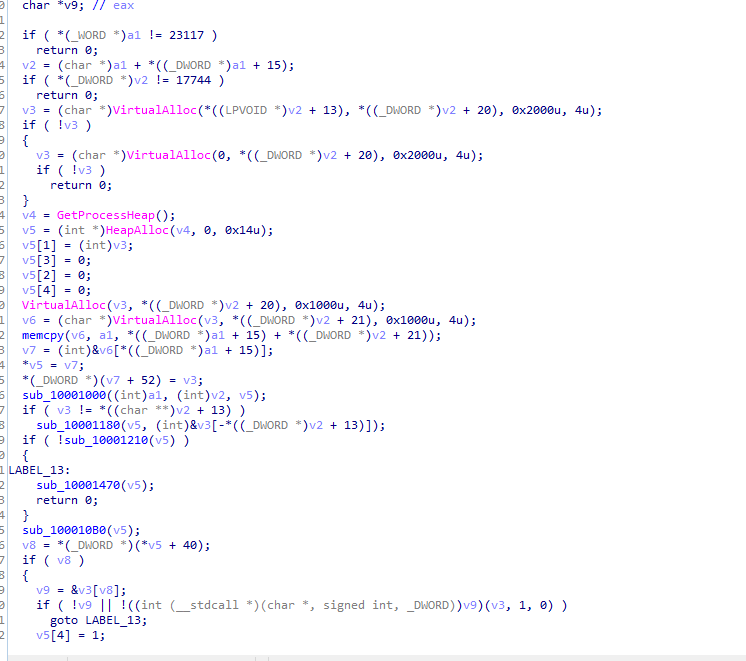 0 char *v9; // eax
1
2 if ( *(_WORD *)a1 != 23117 )
3 return 0;
4 v2 = (char *)a1 + *((_DWORD *)a1 + 15);
5 if ( *(_DWORD *)v2 != 17744 )
6 return 0;
7 v3 = (char *)VirtualAlloc(*((LPVOID *)v2 + 13), *((_DWORD *)v2 + 20), 0x2000u, 4u);
8 if ( !v3 )
9 {
0 v3 = (char *)VirtualAlloc(0, *((_DWORD *)v2 + 20), 0x2000u, 4u);
1 if ( !v3 )
2 return 0;
3 }
4 v4 = GetProcessHeap();
5 v5 = (int *)HeapAlloc(v4, 0, 0x14u);
6 v5[1] = (int)v3;
7 v5[3] = 0;
8 v5[2] = 0;
9 v5[4] = 0;
0 VirtualAlloc(v3, *((_DWORD *)v2 + 20), 0x1000u, 4u);
1 v6 = (char *)VirtualAlloc(v3, *((_DWORD *)v2 + 21), 0x1000u, 4u);
2 memcpy(v6, a1, *((_DWORD *)a1 + 15) + *((_DWORD *)v2 + 21));
3 v7 = (int)&v6[*((_DWORD *)a1 + 15)];
4 *v5 = v7;
5 *(_DWORD *)(v7 + 52) = v3;
6 sub_10001000((int)a1, (int)v2, v5);
7 if ( v3 != *((char **)v2 + 13) )
8 sub_10001180(v5, (int)&v3[-*((_DWORD *)v2 + 13)]);
9 if ( !sub_10001210(v5) )
0 {
1 LABEL_13:
2 sub_10001470(v5);
3 return 0;
4 }
5 sub_100010B0(v5);
6 v8 = *(_DWORD *)(*v5 + 40);
7 if ( v8 )
8 {
9 v9 = &v3[v8];
0 if ( !v9 || !((int (__stdcall *)(char *, signed int, _DWORD))v9)(v3, 1, 0) )
1 goto LABEL_13;
2 v5[4] = 1;